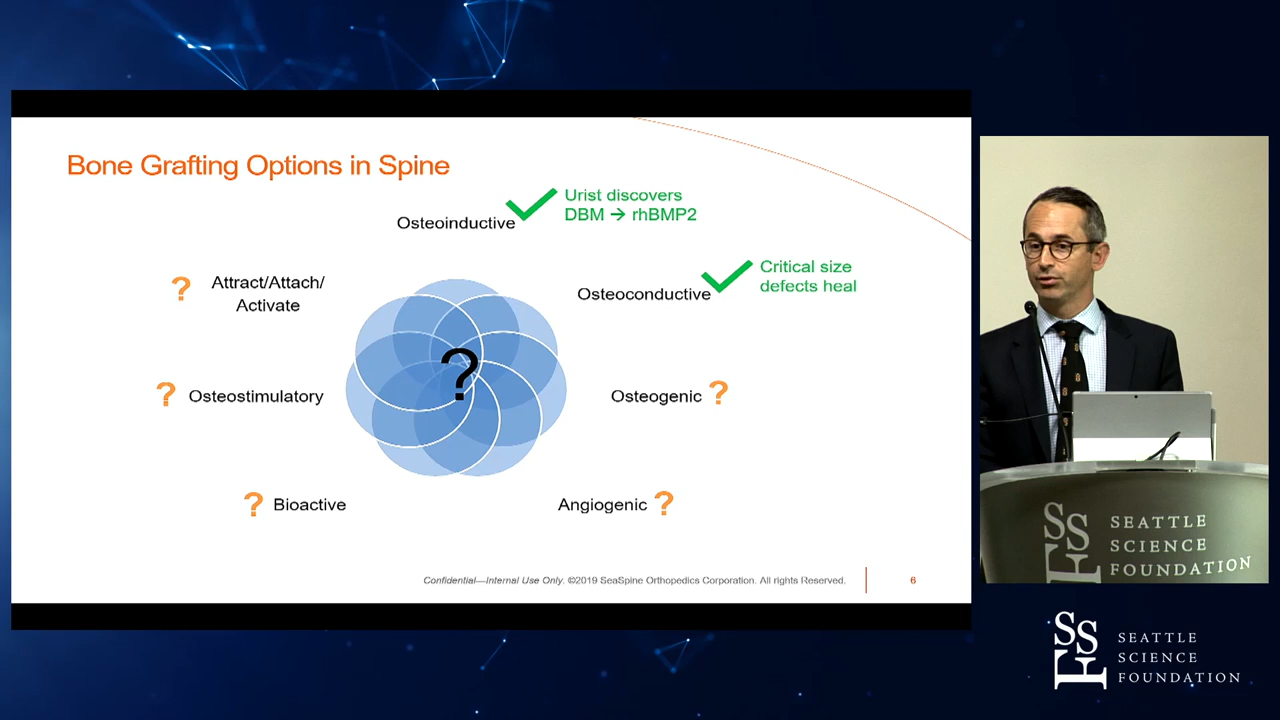 Bone Grafting Options in Spine
Urist discovers
DBM → rhBMP2
Osteoinductive
Critical size
defects heal
Osteoconductive
? Attract/Attach/
Activate
?
? Osteostimulatory
Osteogenic ?
? Bioactive
Angiogenic ?
Confidential—Internal Use Only. ©2019 SeaSpine Orthopedics Corporation. All rights Reserved.
6
SSF
SEATTLE
SCIENCE
FOUNDATION
SSF
SEATTLE
SCIENCE
FOUNDATION